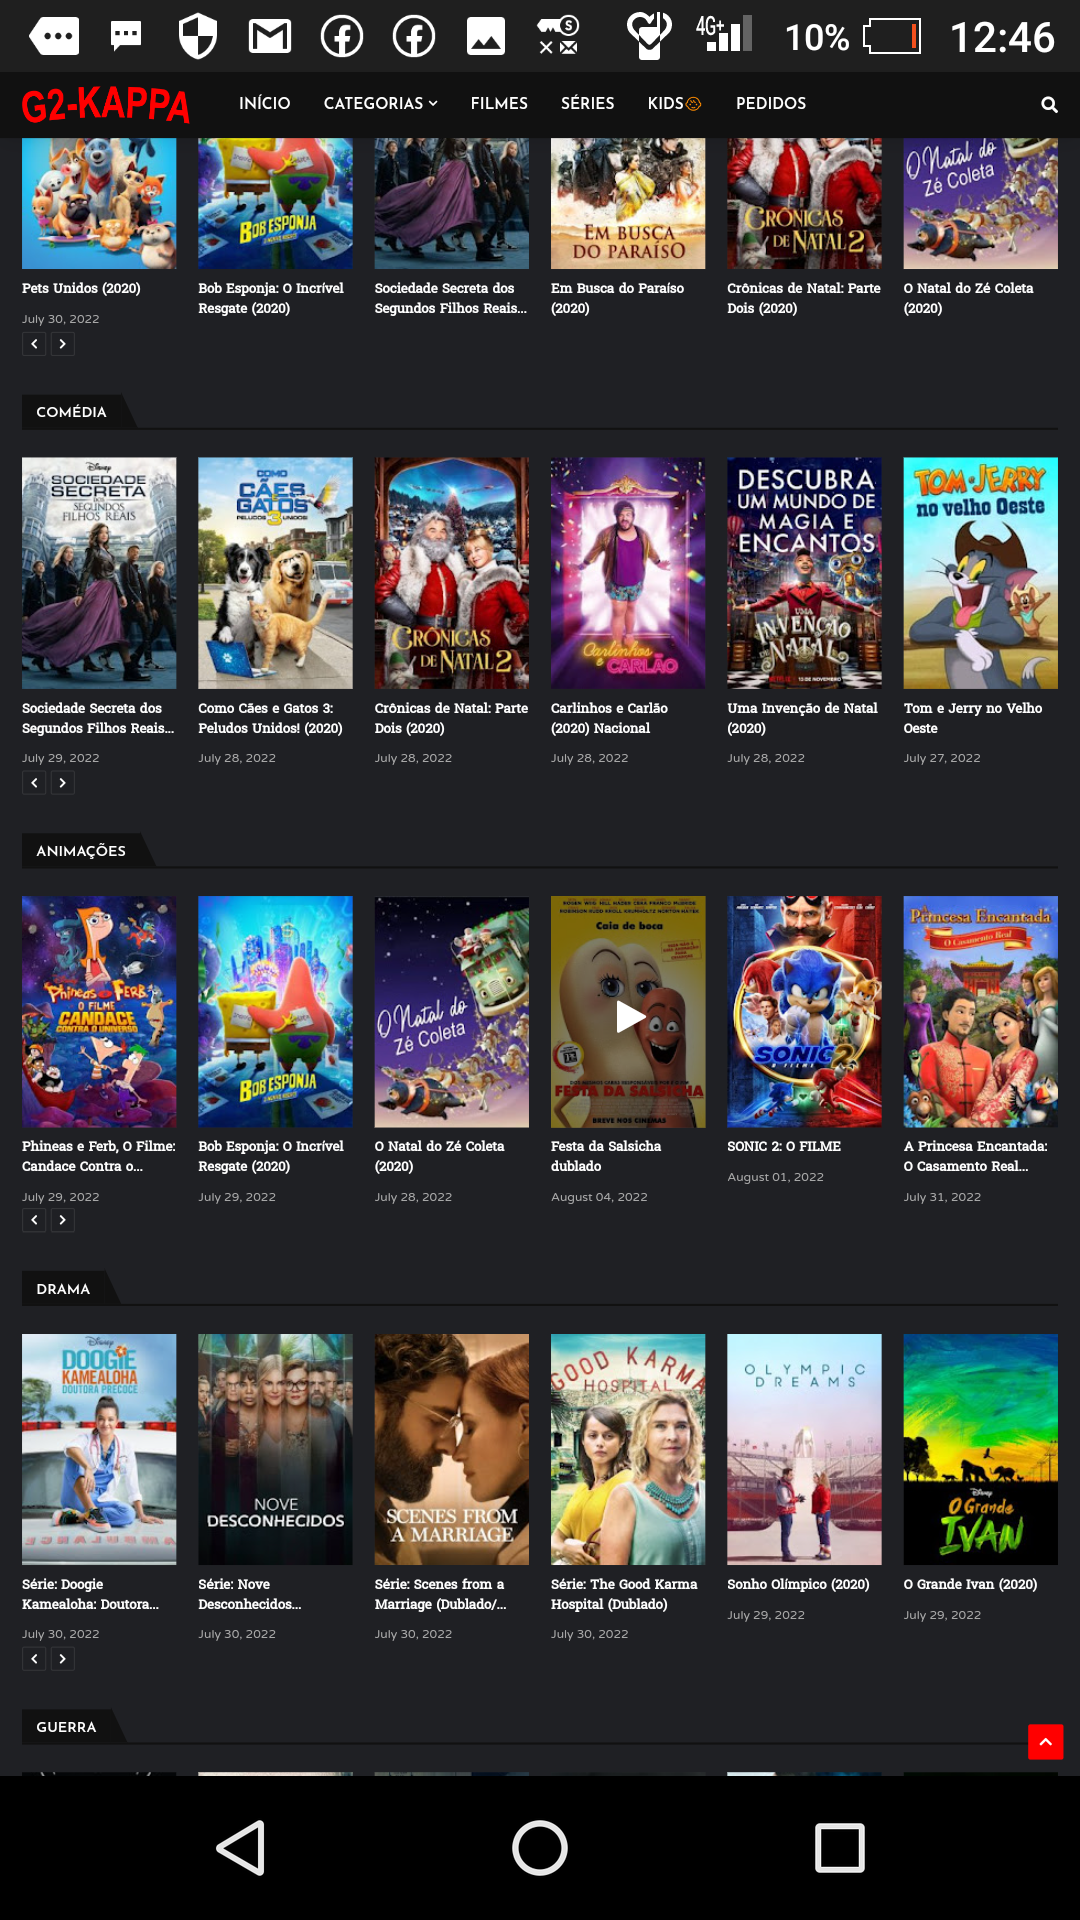 4G+ 10% 12:46
G2-KAPPA INÍCIO CATEGORIAS FILMES SÉRIES KIDS PEDIDOS
BOB ESPONJA
EM BUSCA
DO PARAÍSO
CRÔNICAS
DE NATAL 2
O Natal do
Zé Coleta
Pets Unidos (2020)
July 30, 2022
Bob Esponja: O Incrível
Resgate (2020)
Sociedade Secreta dos
Segundos Filhos Reais...
Em Busca do Paraíso
(2020)
Crônicas de Natal: Parte
Dois (2020)
O Natal do Zé Coleta
(2020)
COMÉDIA
Disney
SOCIEDADE
SECRETA
DOS
SEGUNDOS
FILHOS REAIS
COMO
CÃES E
GATOS
PELUDOS 3 UNIDOS!
CRÔNICAS
DE NATAL 2
Carlinhos
e CARLÃO
DESCUBRA
UM MUNDO DE
MAGIA E
ENCANTOS
UMA
INVENÇÃO
DE NATAL
NETFLIX | 13 DE NOVEMBRO
TOM e JERRY
no velho Oeste
Sociedade Secreta dos
Segundos Filhos Reais...
July 29, 2022
Como Cães e Gatos 3:
Peludos Unidos! (2020)
July 28, 2022
Crônicas de Natal: Parte
Dois (2020)
July 28, 2022
Carlinhos e Carlão
(2020) Nacional
July 28, 2022
Uma Invenção de Natal
(2020)
July 28, 2022
Tom e Jerry no Velho
Oeste
July 27, 2022
ANIMAÇÕES
Phineas e Ferb
O FILME
CANDACE
CONTRA O UNIVERSO
BOB ESPONJA
O Natal do
Zé Coleta
Caia de boca
FESTA DA SALSICHA
BREVE NOS CINEMAS
SONIC 2
O FILME
A Princesa Encantada
O Casamento Real
Phineas e Ferb, O Filme:
Candace Contra o...
July 29, 2022
Bob Esponja: O Incrível
Resgate (2020)
July 29, 2022
O Natal do Zé Coleta
(2020)
July 28, 2022
Festa da Salsicha
dublado
August 04, 2022
SONIC 2: O FILME
August 01, 2022
A Princesa Encantada:
O Casamento Real...
July 31, 2022
DRAMA
Disney
DOOGIE
KAMEALOHA
DOUTORA PRECOCE
NOVE
DESCONHECIDOS
SCENES FROM
A MARRIAGE
GOOD KARMA
HOSPITAL
OLYMPIC
DREAMS
Disney
O Grande
IVAN
Série: Doogie
Kamealoha: Doutora...
July 30, 2022
Série: Nove
Desconhecidos...
July 30, 2022
Série: Scenes from a
Marriage (Dublado/...
July 30, 2022
Série: The Good Karma
Hospital (Dublado)
July 30, 2022
Sonho Olímpico (2020)
July 29, 2022
O Grande Ivan (2020)
July 29, 2022
GUERRA